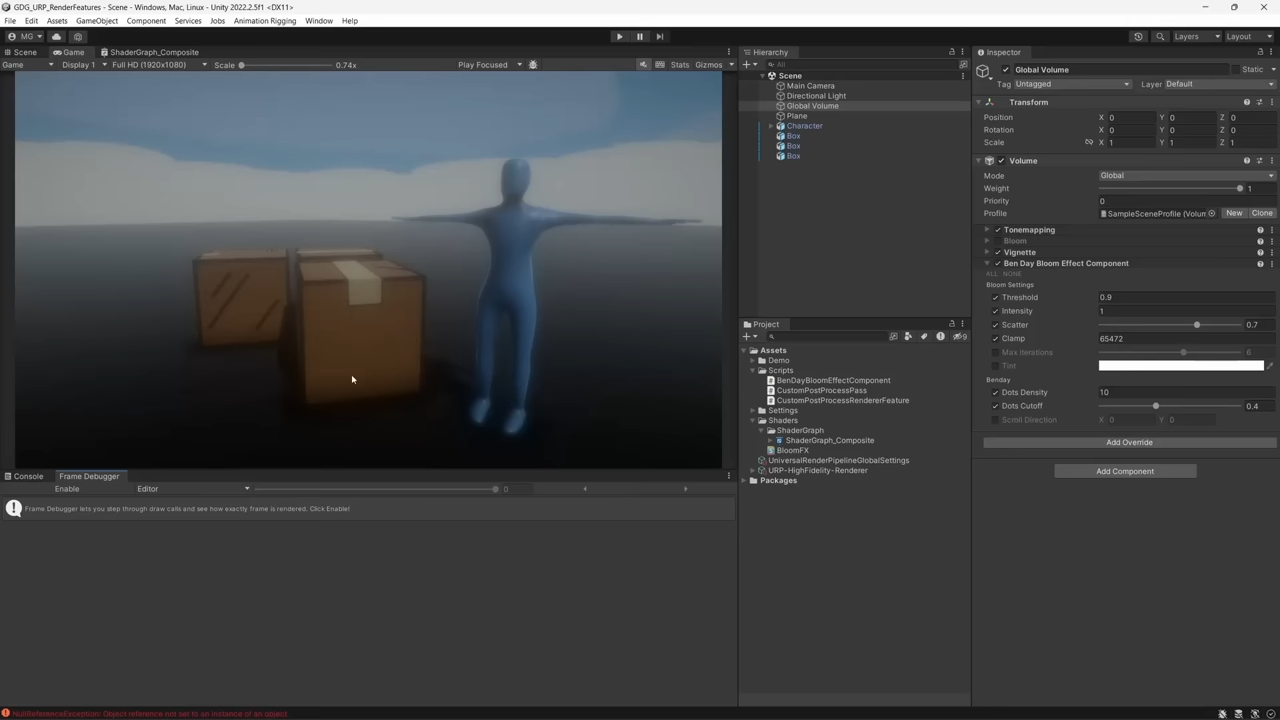 GDG_URP_RenderFeatures - Scene - Windows, Mac, Linux - Unity 2022.2.5f1 <DX11>
File Edit Assets GameObject Component Services Jobs Animation Rigging Window Help
MG Layers Layout
Scene Game ShaderGraph_Composite
Game Display 1 Full HD (1920x1080) Scale 0.74x Play Focused Stats Gizmos
Console Frame Debugger
Enable Editor 0
Frame Debugger lets you step through draw calls and see how exactly frame is rendered. Click Enable!
Hierarchy
All
Scene
Main Camera
Directional Light
Global Volume
Plane
Character
Box
Box
Box
Project
9
Assets
Demo
Scripts
BenDayBloomEffectComponent
CustomPostProcessPass
CustomPostProcessRendererFeature
Settings
Shaders
ShaderGraph
ShaderGraph_Composite
BloomFX
UniversalRenderPipelineGlobalSettings
URP-HighFidelity-Renderer
Packages
Inspector
Global Volume Static
Tag Untagged Layer Default
Transform
Position X 0 Y 0 Z 0
Rotation X 0 Y 0 Z 0
Scale X 1 Y 1 Z 1
Volume
Mode Global
Weight 1
Priority 0
Profile SampleSceneProfile (Volum New Clone
Tonemapping
Bloom
Vignette
Ben Day Bloom Effect Component
ALL NONE
Bloom Settings
Threshold 0.9
Intensity 1
Scatter 0.7
Clamp 65472
Max Iterations 6
Tint
Benday
Dots Density 10
Dots Cutoff 0.4
Scroll Direction X 0 Y 0
Add Override
Add Component
NullReferenceException: Object reference not set to an instance of an object